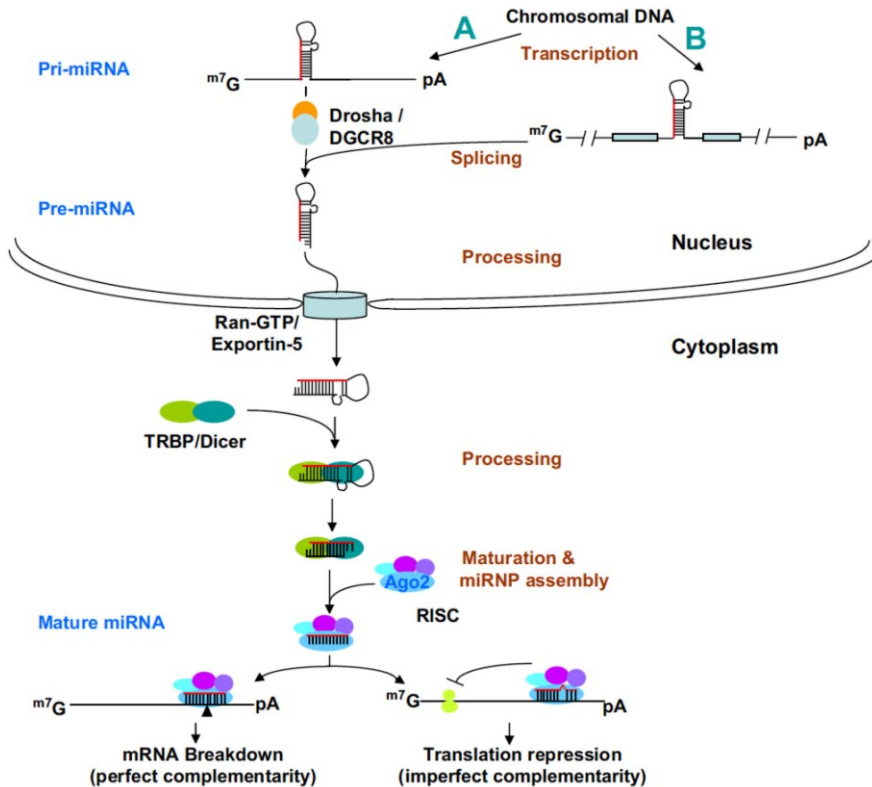 Chromosomal DNA
A
B
Transcription
Pri-miRNA
m7G
pA
Drosha /
DGCR8
m7G
pA
Splicing
Pre-miRNA
Nucleus
Processing
Ran-GTP/
Exportin-5
Cytoplasm
TRBP/Dicer
Processing
Maturation &
miRNP assembly
Ago2
RISC
Mature miRNA
m7G
pA
m7G
pA
mRNA Breakdown
(perfect complementarity)
Translation repression
(imperfect complementarity)